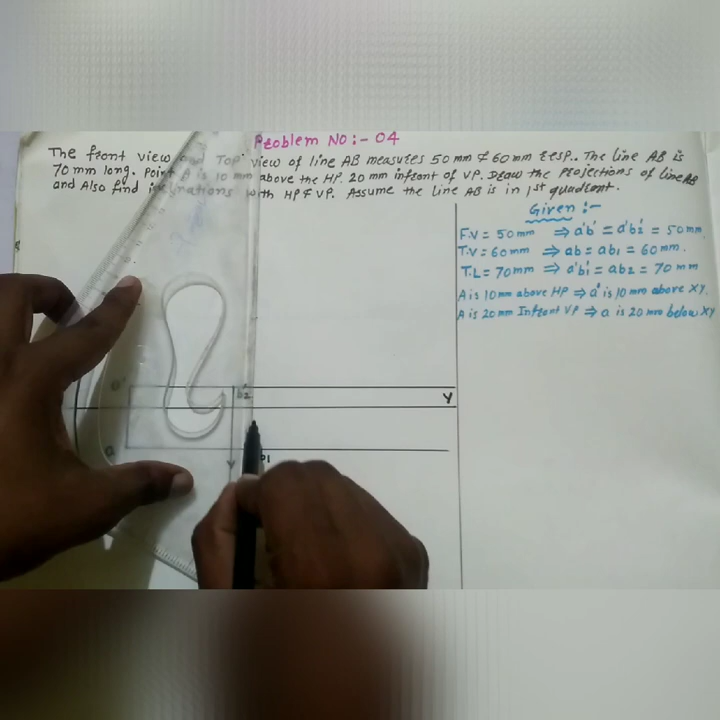 Problem No:- 04
The front view and Top view of line AB measures 50 mm & 60 mm resp.. The line AB is
70 mm long. Point A is 10 mm above the HP. 20 mm infront of VP. Draw the Projections of line AB
and Also find with HP & VP. Assume the line AB is in 1st quadrant.
Given :-
F.V = 50 mm ⇒ a'b' = a'b2' = 50 mm.
T.V = 60 mm ⇒ ab = ab1 = 60 mm.
T.L = 70 mm ⇒ a'b1' = ab2 = 70 mm
A is 10 mm above HP ⇒ a' is 10 mm above XY.
A is 20 mm Infront VP ⇒ a is 20 mm below XY
a' b2'
Y
a b1